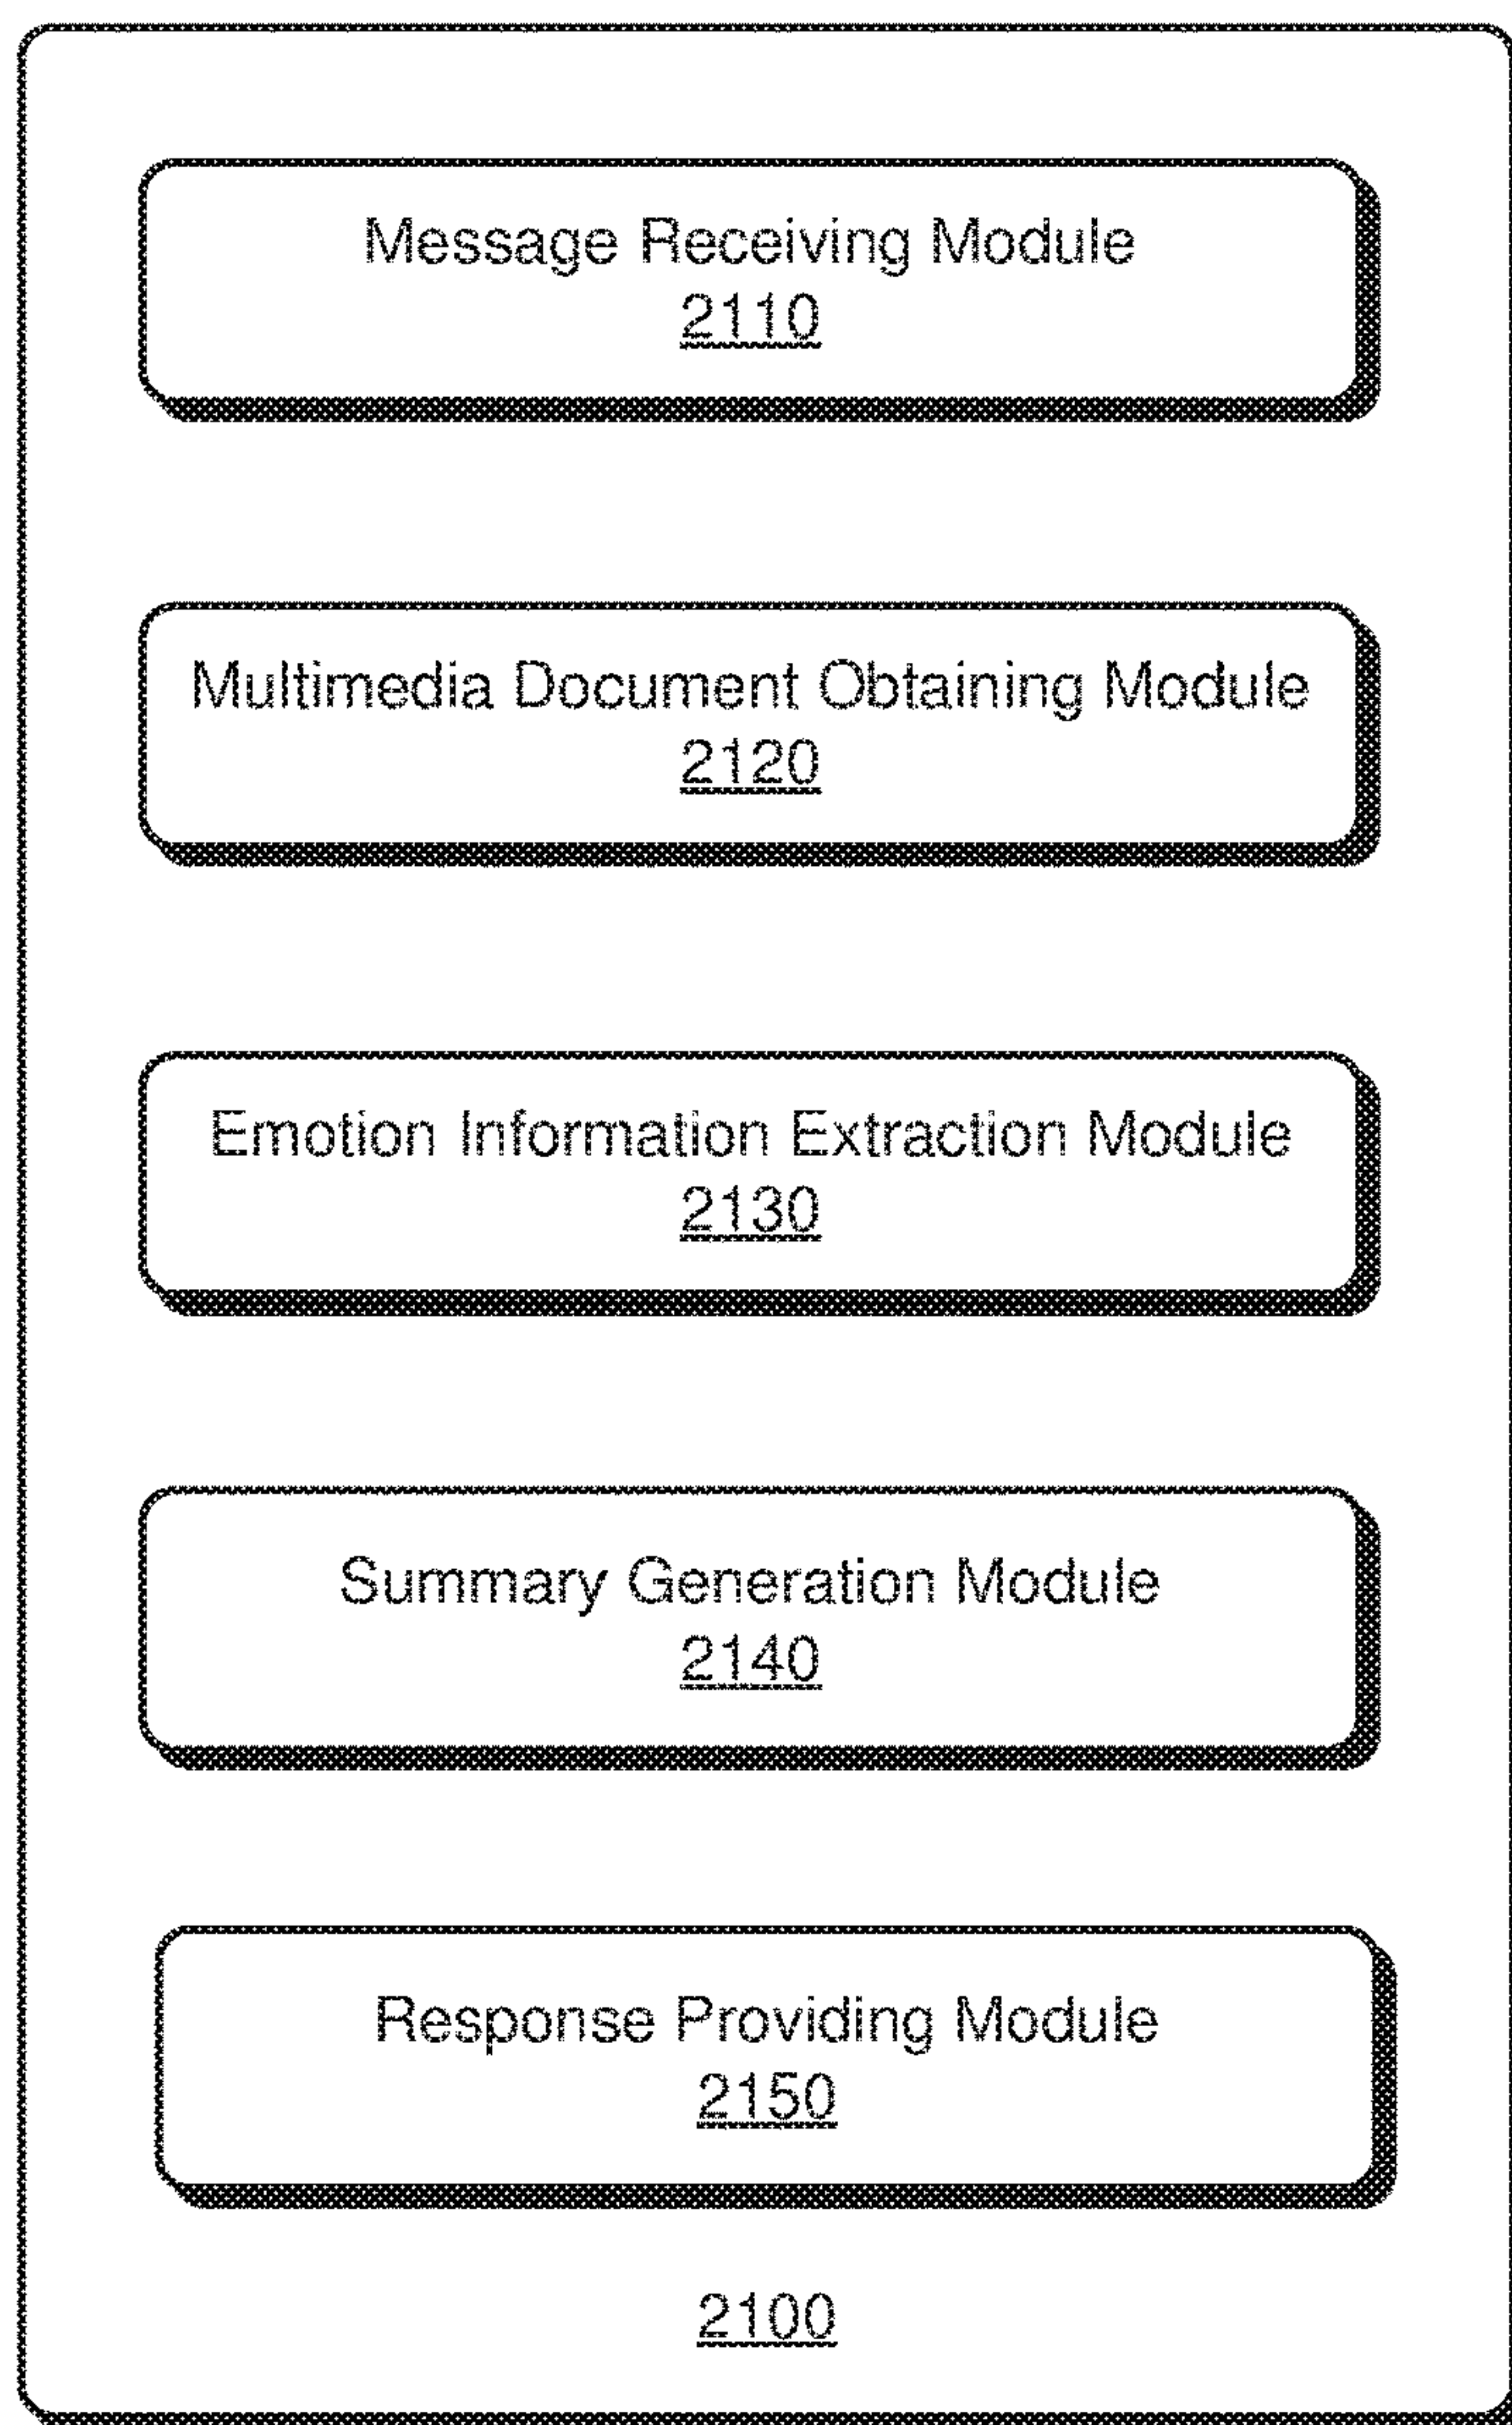 Message Receiving Module
2110
Multimedia Document Obtaining Module
2120
Emotion Information Extraction Module
2130
Summary Generation Module
2140
Response Providing Module
2150
2100